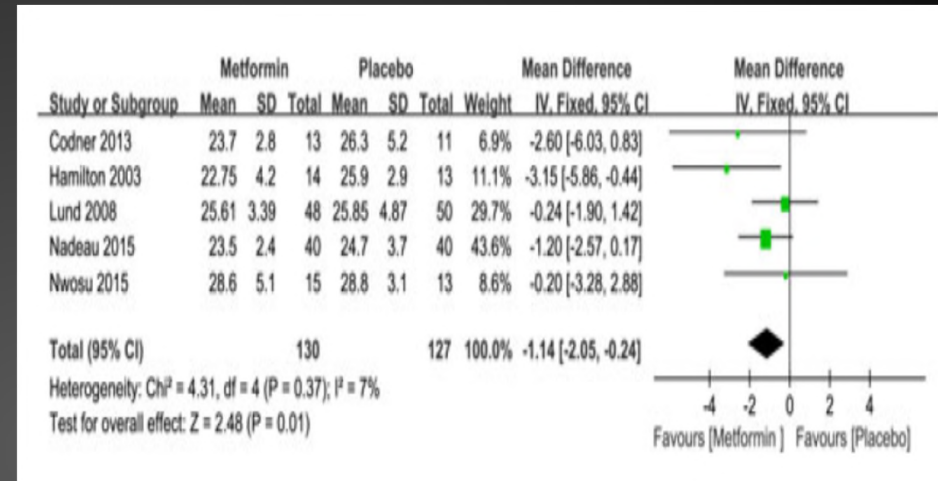 Metformin Placebo Mean Difference Mean Difference
Study or Subgroup Mean SD Total Mean SD Total Weight IV, Fixed, 95% CI IV, Fixed, 95% CI
Codner 2013 23.7 2.8 13 26.3 5.2 11 6.9% -2.60 [-6.03, 0.83]
Hamilton 2003 22.75 4.2 14 25.9 2.9 13 11.1% -3.15 [-5.86, -0.44]
Lund 2008 25.61 3.39 48 25.85 4.87 50 29.7% -0.24 [-1.90, 1.42]
Nadeau 2015 23.5 2.4 40 24.7 3.7 40 43.6% -1.20 [-2.57, 0.17]
Nwosu 2015 28.6 5.1 15 28.8 3.1 13 8.6% -0.20 [-3.28, 2.88]
Total (95% CI) 130 127 100.0% -1.14 [-2.05, -0.24]
Heterogeneity: Chi² = 4.31, df = 4 (P = 0.37); I² = 7%
Test for overall effect: Z = 2.48 (P = 0.01)
-4 -2 0 2 4
Favours [Metformin ] Favours [Placebo]